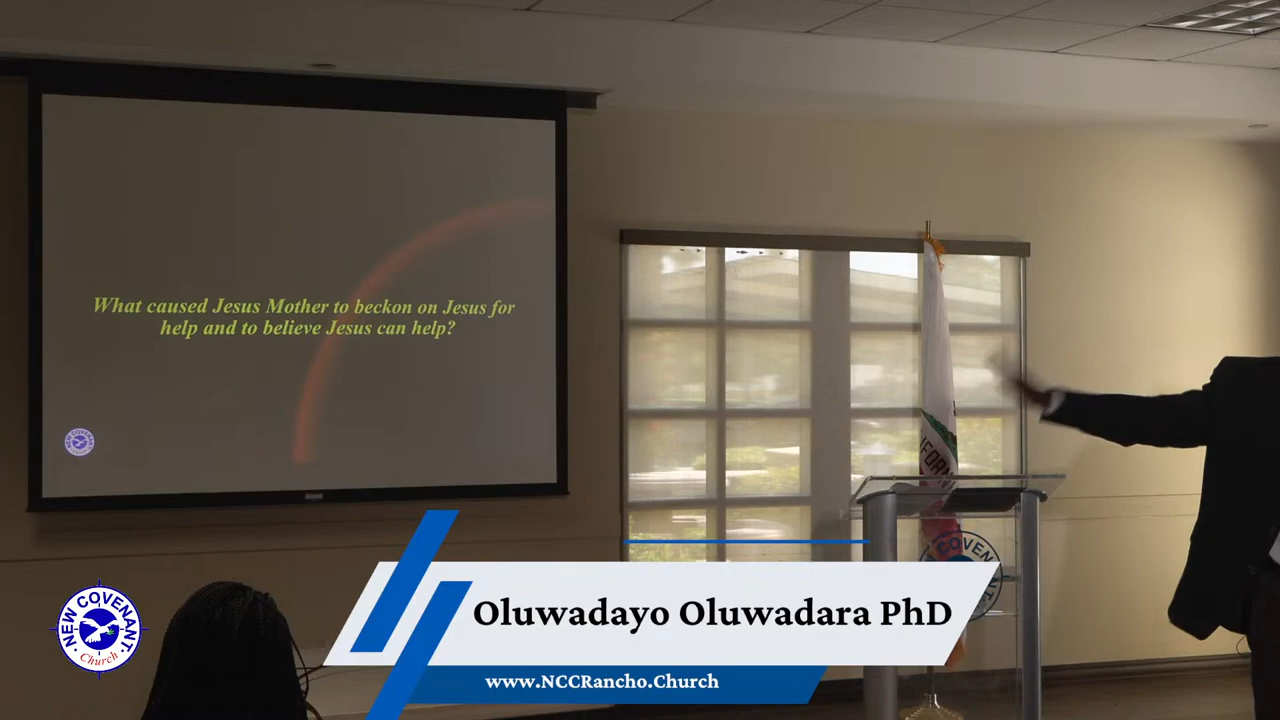 What caused Jesus Mother to beckon on Jesus for
help and to believe Jesus can help?
COVENANT
NEW COVENANT
Church
Oluwadayo Oluwadara PhD
www.NCCRancho.Church